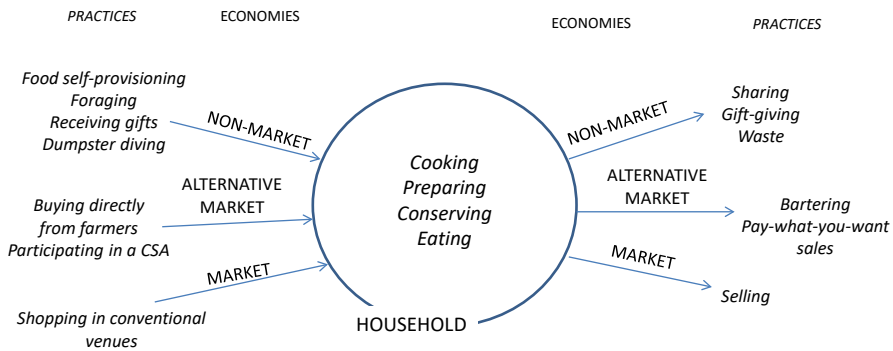 PRACTICES
ECONOMIES
Food self-provisioning
Foraging
Receiving gifts
Dumpster diving
NON-MARKET
Buying directly
from farmers
Participating in a CSA
ALTERNATIVE
MARKET
Shopping in conventional
venues
MARKET
Cooking
Preparing
Conserving
Eating
HOUSEHOLD
ECONOMIES
PRACTICES
NON-MARKET
Sharing
Gift-giving
Waste
ALTERNATIVE
MARKET
Bartering
Pay-what-you-want
sales
MARKET
Selling